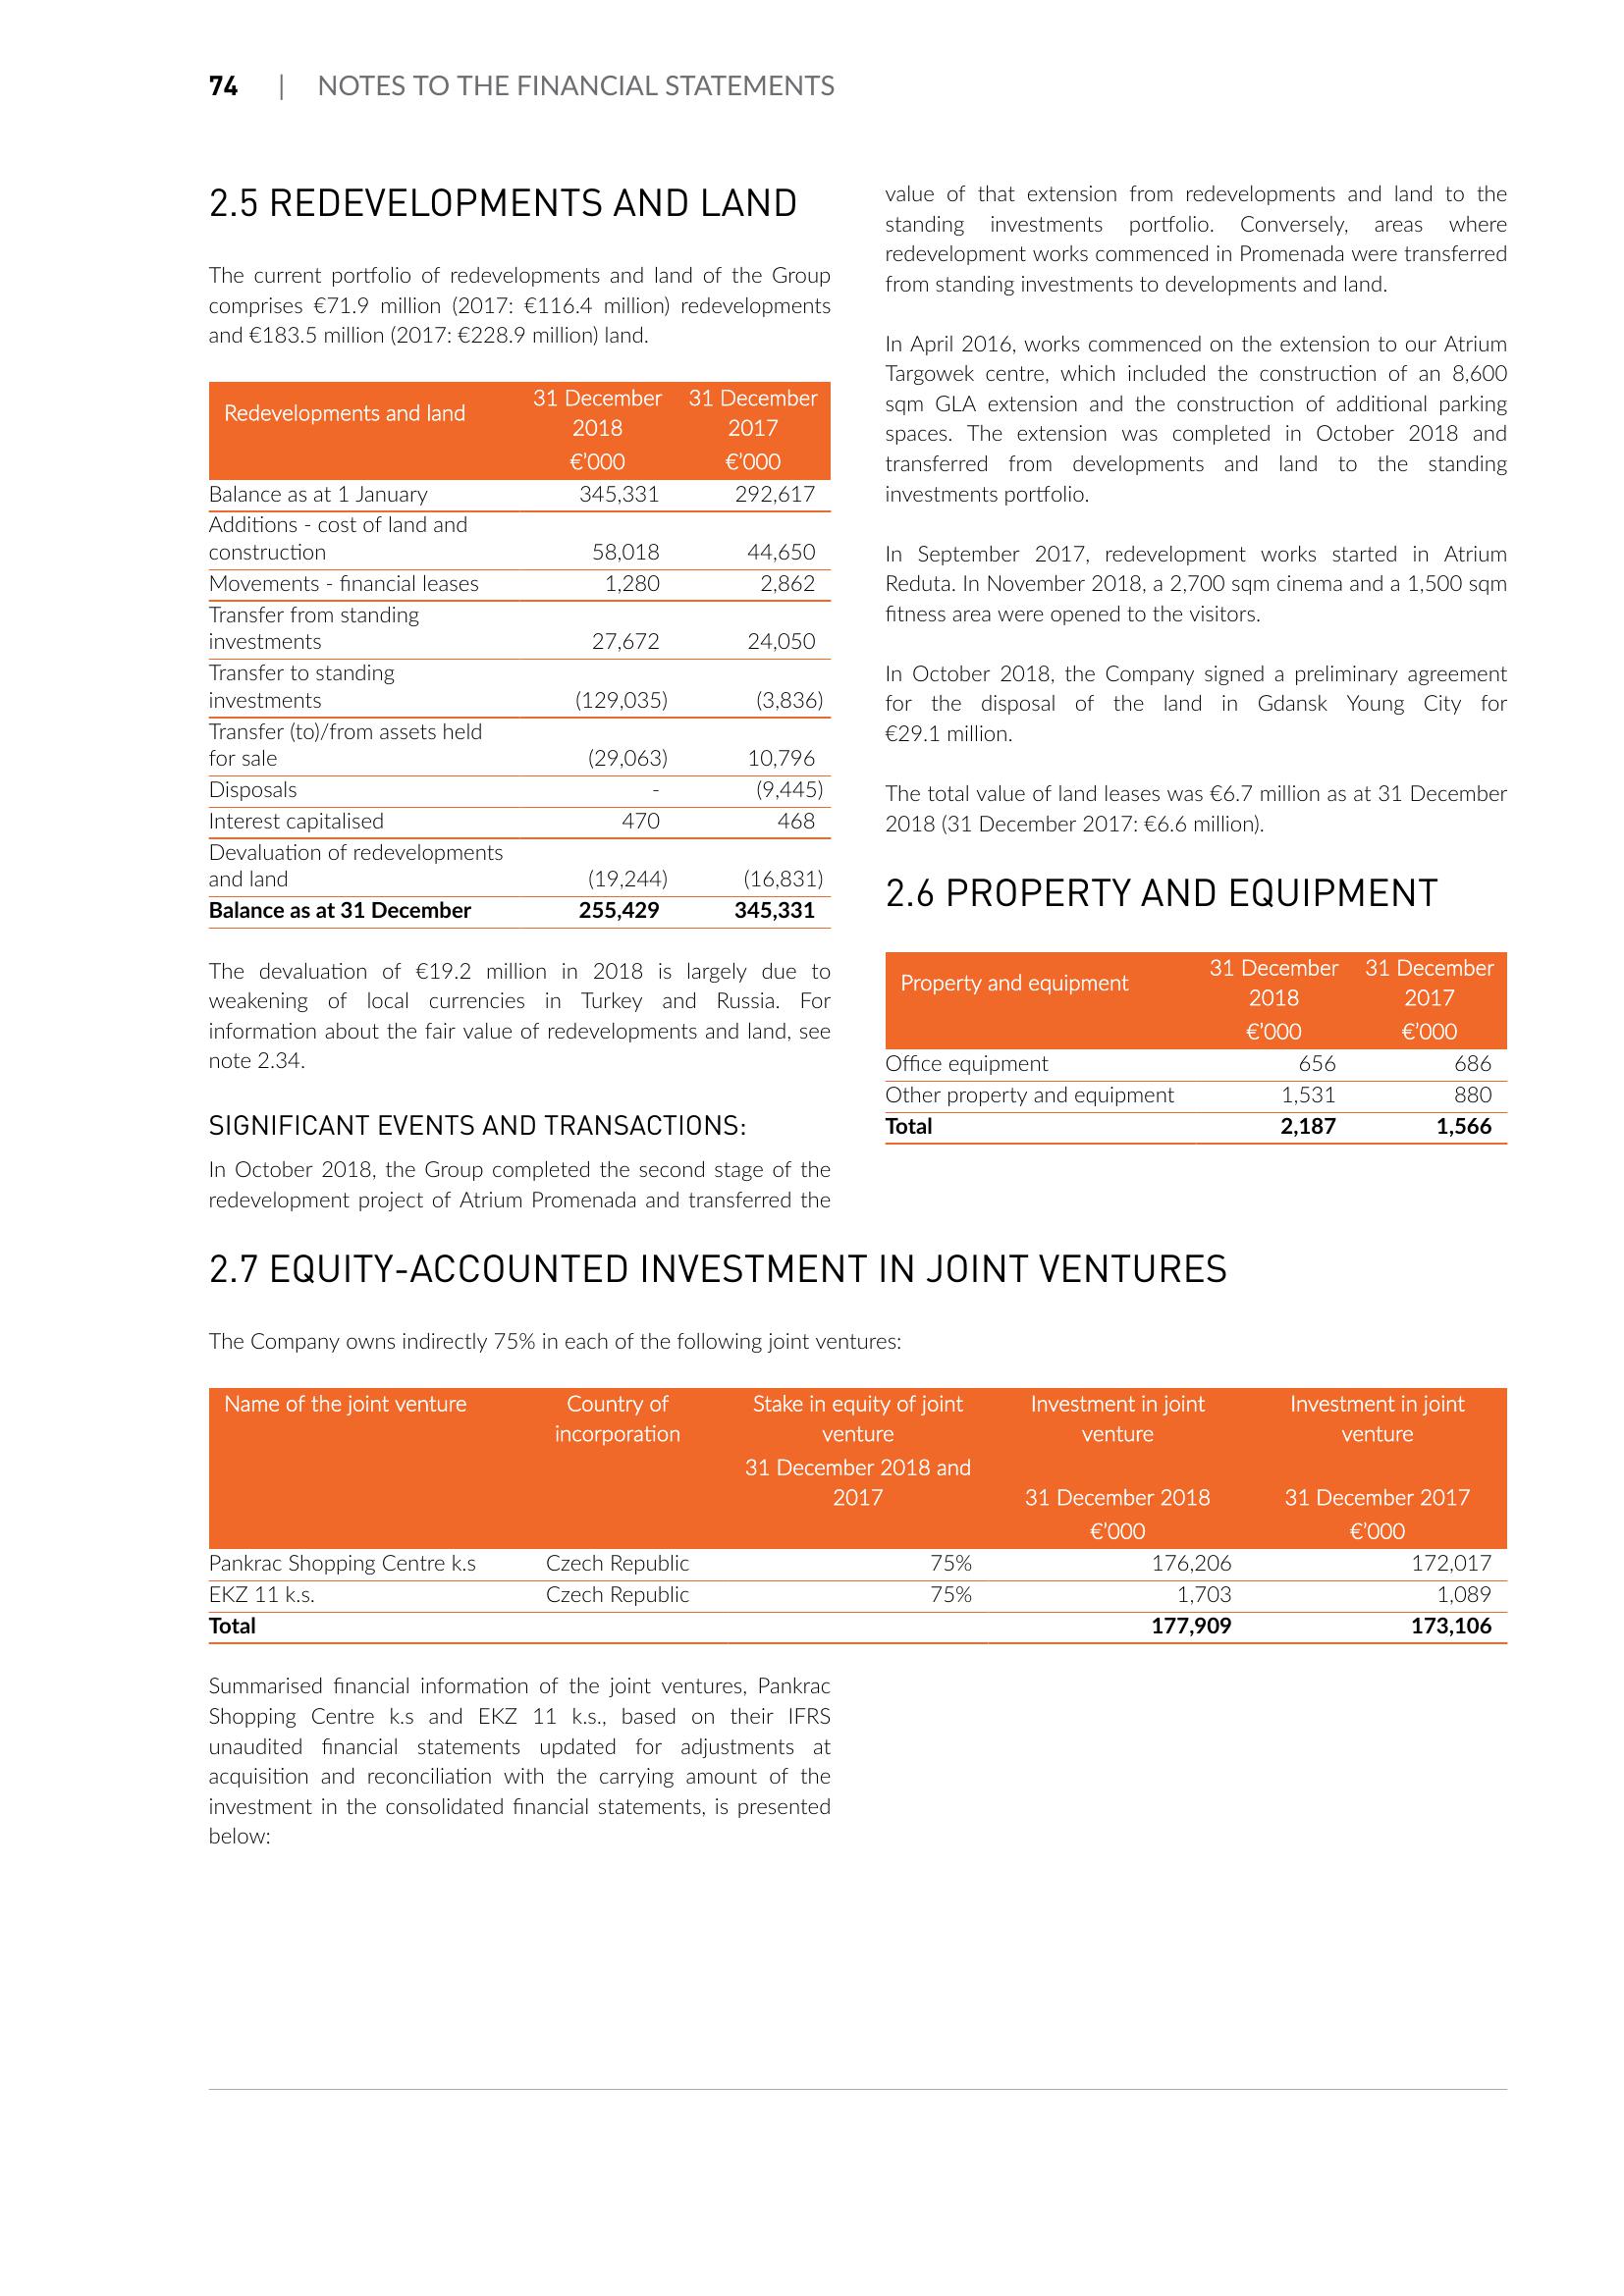 74 | NOTES TO THE FINANCIAL STATEMENTS
2.5 REDEVELOPMENTS AND LAND
The current portfolio of redevelopments and land of the Group
comprises €71.9 million (2017: €116.4 million) redevelopments
and €183.5 million (2017: €228.9 million) land.
Redevelopments and land 31 December 31 December
2018 2017
€’000 €’000
Balance as at 1 January 345,331 292,617
Additions - cost of land and
construction 58,018 44,650
Movements - financial leases 1,280 2,862
Transfer from standing
investments 27,672 24,050
Transfer to standing
investments (129,035) (3,836)
Transfer (to)/from assets held
for sale (29,063) 10,796
Disposals - (9,445)
Interest capitalised 470 468
Devaluation of redevelopments
and land (19,244) (16,831)
Balance as at 31 December 255,429 345,331
The devaluation of €19.2 million in 2018 is largely due to
weakening of local currencies in Turkey and Russia. For
information about the fair value of redevelopments and land, see
note 2.34.
SIGNIFICANT EVENTS AND TRANSACTIONS:
In October 2018, the Group completed the second stage of the
redevelopment project of Atrium Promenada and transferred the
value of that extension from redevelopments and land to the
standing investments portfolio. Conversely, areas where
redevelopment works commenced in Promenada were transferred
from standing investments to developments and land.
In April 2016, works commenced on the extension to our Atrium
Targowek centre, which included the construction of an 8,600
sqm GLA extension and the construction of additional parking
spaces. The extension was completed in October 2018 and
transferred from developments and land to the standing
investments portfolio.
In September 2017, redevelopment works started in Atrium
Reduta. In November 2018, a 2,700 sqm cinema and a 1,500 sqm
fitness area were opened to the visitors.
In October 2018, the Company signed a preliminary agreement
for the disposal of the land in Gdansk Young City for
€29.1 million.
The total value of land leases was €6.7 million as at 31 December
2018 (31 December 2017: €6.6 million).
2.6 PROPERTY AND EQUIPMENT
Property and equipment 31 December 31 December
2018 2017
€’000 €’000
Office equipment 656 686
Other property and equipment 1,531 880
Total 2,187 1,566
2.7 EQUITY-ACCOUNTED INVESTMENT IN JOINT VENTURES
The Company owns indirectly 75% in each of the following joint ventures:
Name of the joint venture Country of Stake in equity of joint Investment in joint Investment in joint
incorporation venture venture venture
31 December 2018 and
2017 31 December 2018 31 December 2017
€’000 €’000
Pankrac Shopping Centre k.s Czech Republic 75% 176,206 172,017
EKZ 11 k.s. Czech Republic 75% 1,703 1,089
Total 177,909 173,106
Summarised financial information of the joint ventures, Pankrac
Shopping Centre k.s and EKZ 11 k.s., based on their IFRS
unaudited financial statements updated for adjustments at
acquisition and reconciliation with the carrying amount of the
investment in the consolidated financial statements, is presented
below: